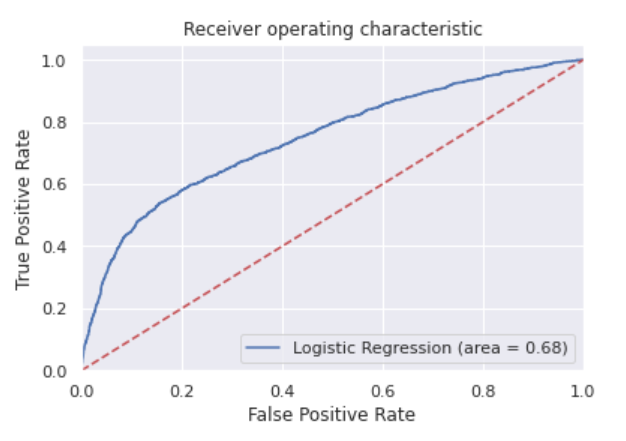 Receiver operating characteristic
1.0
0.8
0.6
0.4
0.2
0.0
True Positive Rate
Logistic Regression (area = 0.68)
0.0 0.2 0.4 0.6 0.8 1.0
False Positive Rate